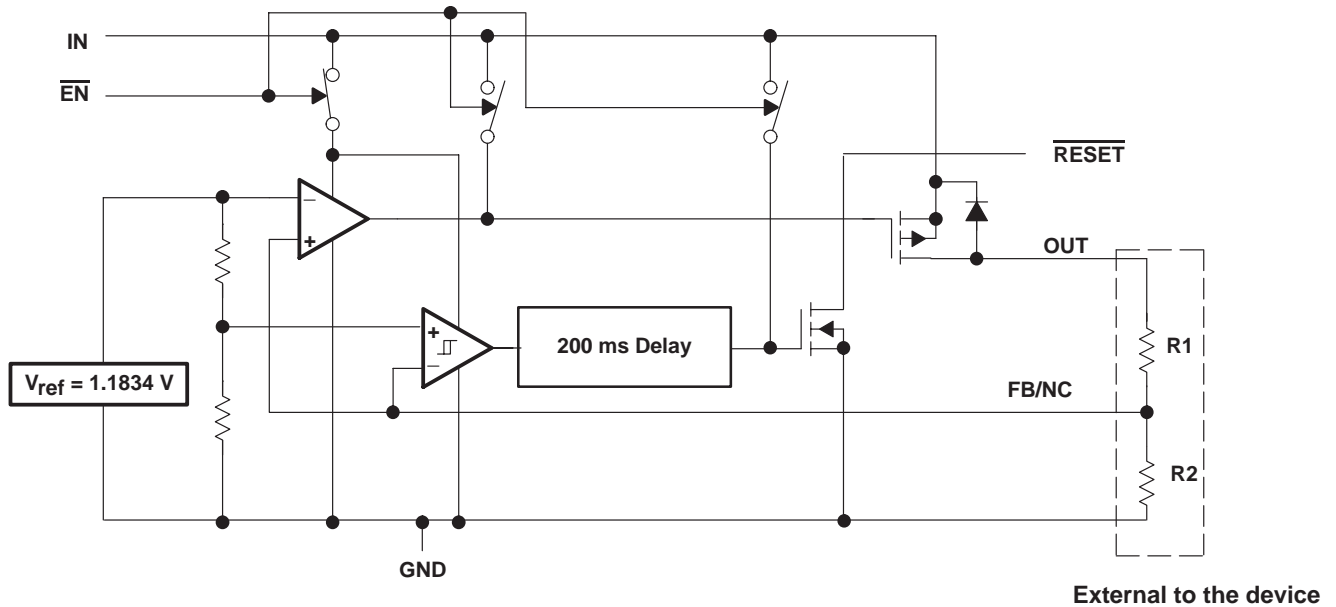 IN
EN
RESET
OUT
−
+
+
−
200 ms Delay
R1
Vref = 1.1834 V
FB/NC
R2
GND
External to the device